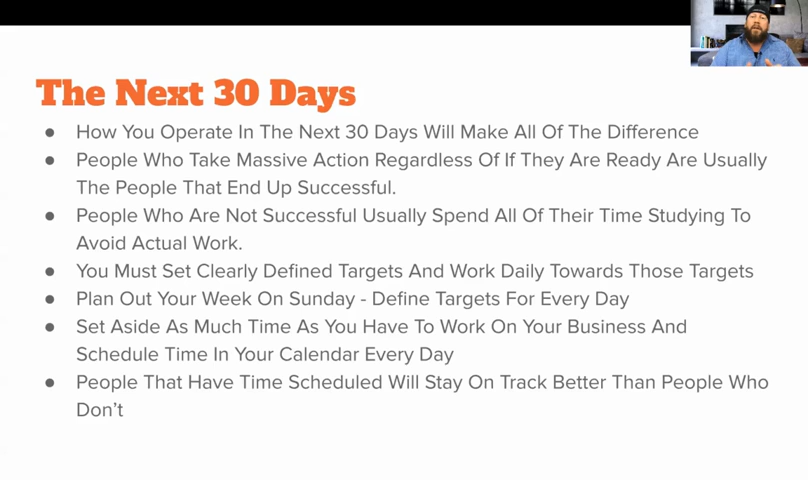 The Next 30 Days
● How You Operate In The Next 30 Days Will Make All Of The Difference
● People Who Take Massive Action Regardless Of If They Are Ready Are Usually
The People That End Up Successful.
● People Who Are Not Successful Usually Spend All Of Their Time Studying To
Avoid Actual Work.
● You Must Set Clearly Defined Targets And Work Daily Towards Those Targets
● Plan Out Your Week On Sunday - Define Targets For Every Day
● Set Aside As Much Time As You Have To Work On Your Business And
Schedule Time In Your Calendar Every Day
● People That Have Time Scheduled Will Stay On Track Better Than People Who
Don’t